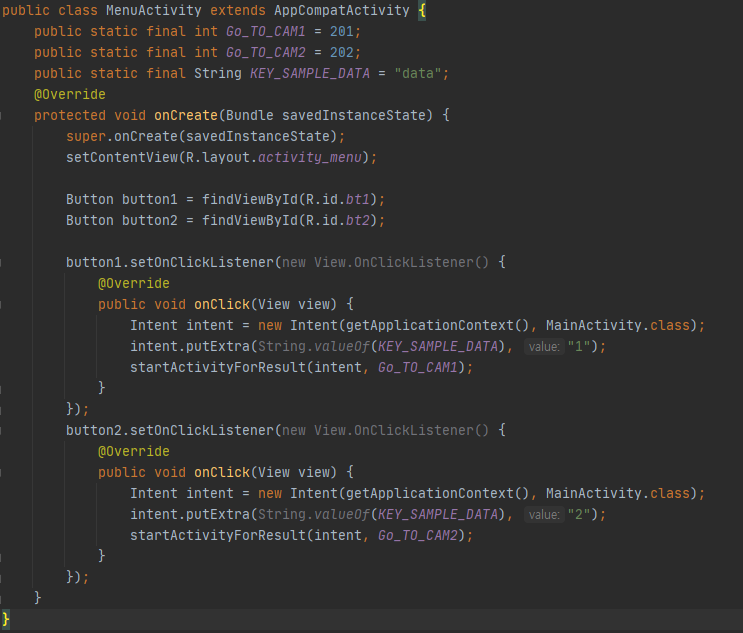 public class MenuActivity extends AppCompatActivity {
    public static final int Go_TO_CAM1 = 201;
    public static final int Go_TO_CAM2 = 202;
    public static final String KEY_SAMPLE_DATA = "data";
    @Override
    protected void onCreate(Bundle savedInstanceState) {
        super.onCreate(savedInstanceState);
        setContentView(R.layout.activity_menu);

        Button button1 = findViewById(R.id.bt1);
        Button button2 = findViewById(R.id.bt2);

        button1.setOnClickListener(new View.OnClickListener() {
            @Override
            public void onClick(View view) {
                Intent intent = new Intent(getApplicationContext(), MainActivity.class);
                intent.putExtra(String.valueOf(KEY_SAMPLE_DATA), value: "1");
                startActivityForResult(intent, Go_TO_CAM1);
            }
        });
        button2.setOnClickListener(new View.OnClickListener() {
            @Override
            public void onClick(View view) {
                Intent intent = new Intent(getApplicationContext(), MainActivity.class);
                intent.putExtra(String.valueOf(KEY_SAMPLE_DATA), value: "2");
                startActivityForResult(intent, Go_TO_CAM2);
            }
        });
    }
}